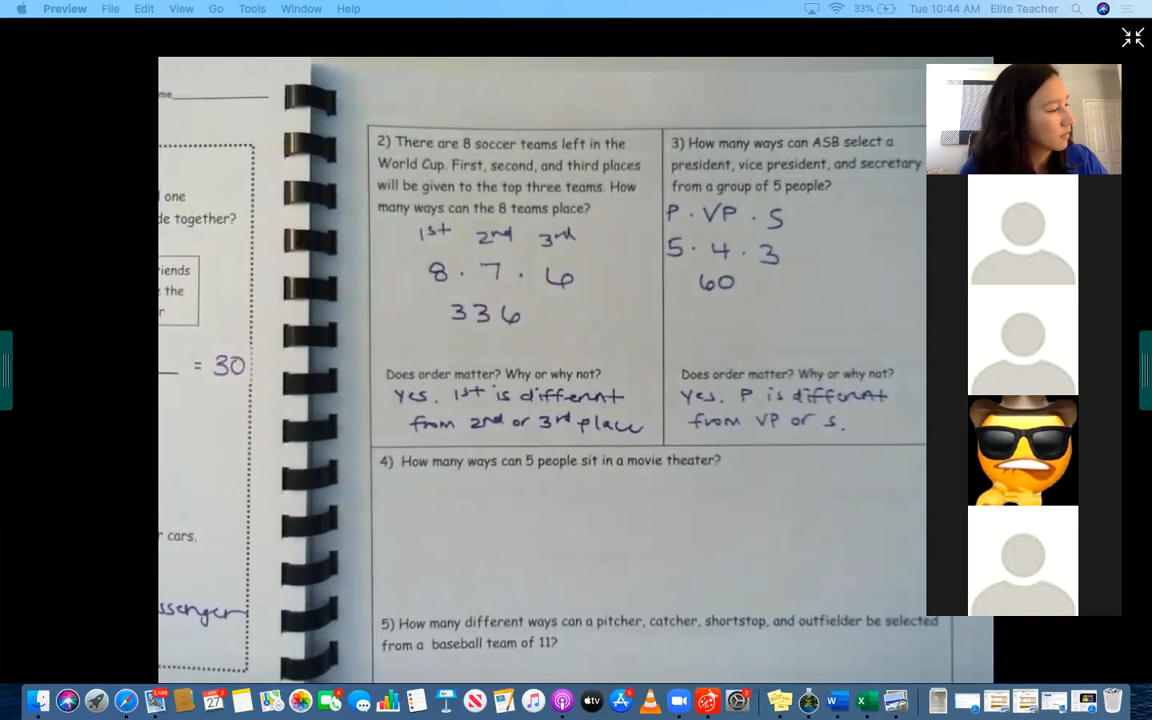 Preview File Edit View Go Tools Window Help 33% Tue 10:44 AM Elite Teacher
me
one
de together?
riends
the
r
= 30
r cars,
ssenger
2) There are 8 soccer teams left in the
World Cup. First, second, and third places
will be given to the top three teams. How
many ways can the 8 teams place?
1st 2nd 3rd
8 . 7 . 6
336
Does order matter? Why or why not?
Yes. 1st is different
from 2nd or 3rd place
3) How many ways can ASB select a
president, vice president, and secretary
from a group of 5 people?
P . VP . S
5 . 4 . 3
60
Does order matter? Why or why not?
Yes. P is different
from VP or S.
4) How many ways can 5 people sit in a movie theater?
5) How many different ways can a pitcher, catcher, shortstop, and outfielder be selected
from a baseball team of 11?